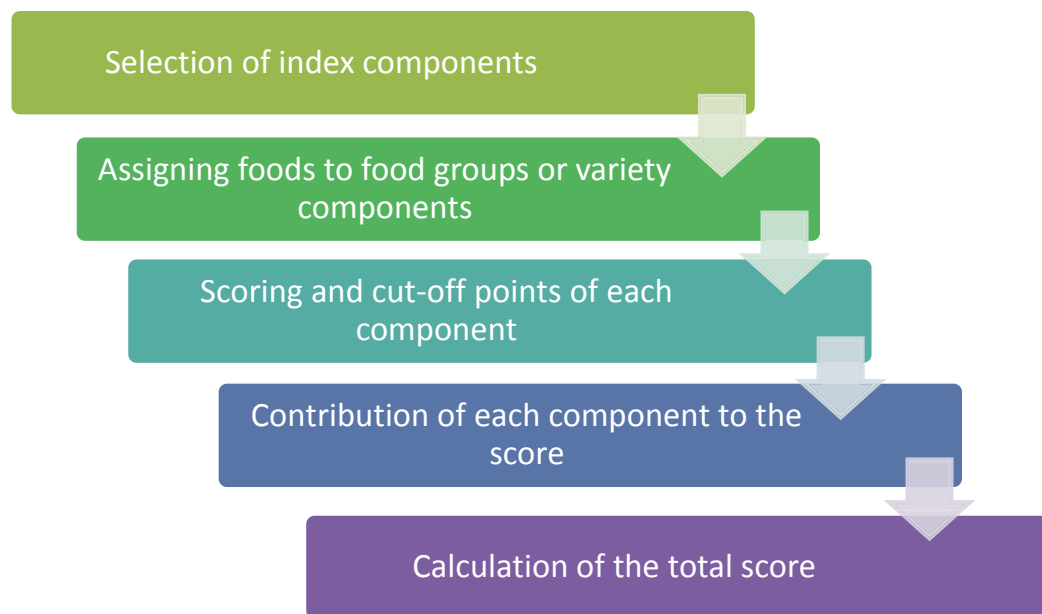 Selection of index components
Assigning foods to food groups or variety
components
Scoring and cut-off points of each
component
Contribution of each component to the
score
Calculation of the total score